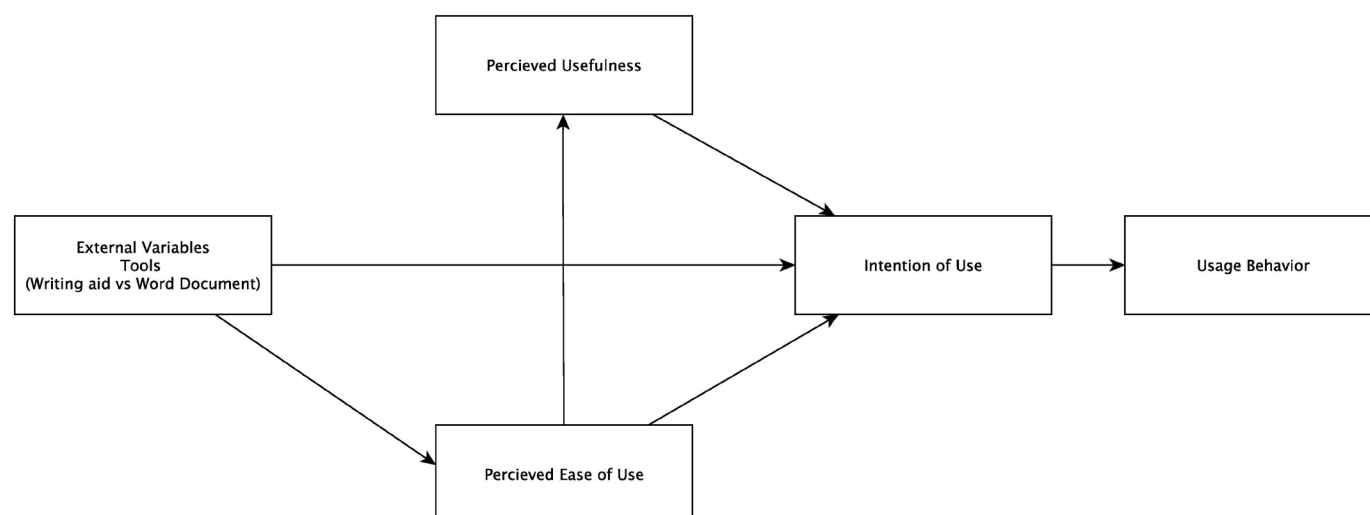 Percieved Usefulness
External Variables
Tools
(Writing aid vs Word Document)
Intention of Use
Usage Behavior
Percieved Ease of Use